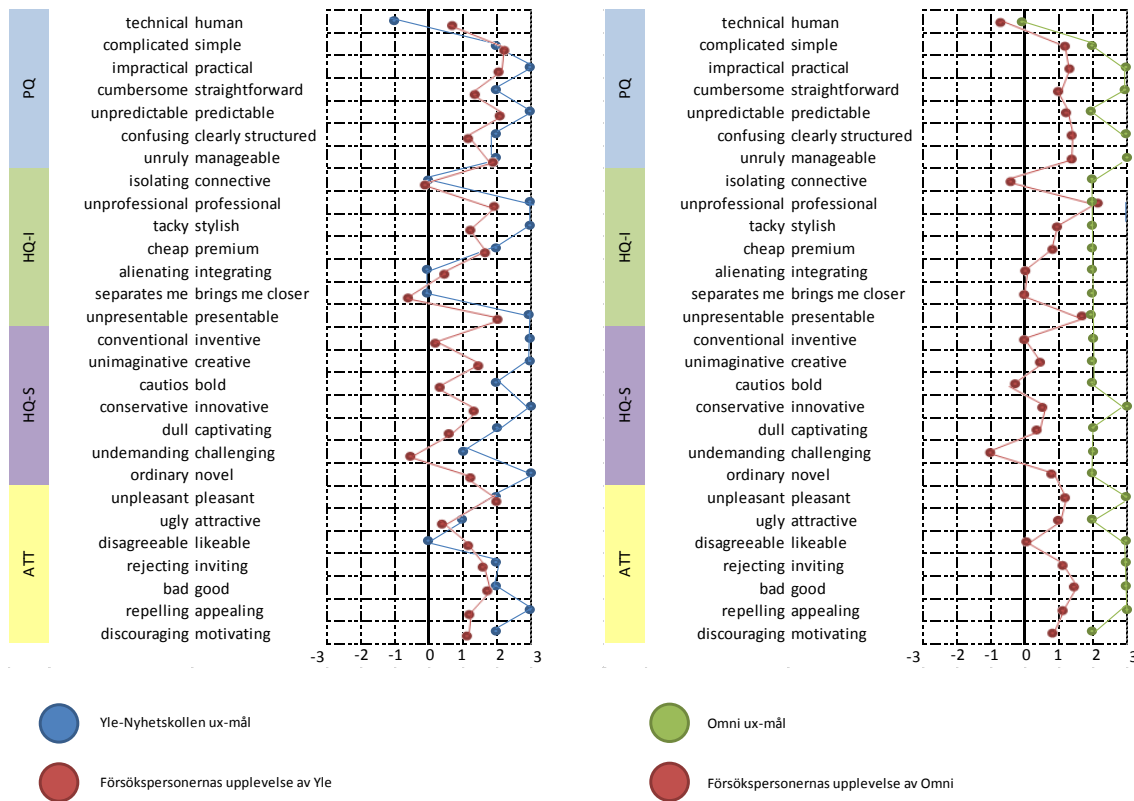 PQ
HQ-I
HQ-S
ATT
technical human
complicated simple
impractical practical
cumbersome straightforward
unpredictable predictable
confusing clearly structured
unruly manageable
isolating connective
unprofessional professional
tacky stylish
cheap premium
alienating integrating
separates me brings me closer
unpresentable presentable
conventional inventive
unimaginative creative
cautios bold
conservative innovative
dull captivating
undemanding challenging
ordinary novel
unpleasant pleasant
ugly attractive
disagreeable likeable
rejecting inviting
bad good
repelling appealing
discouraging motivating
-3 -2 -1 0 1 2 3
Yle-Nyhetskollen ux-mål
Försökspersonernas upplevelse av Yle
PQ
HQ-I
HQ-S
ATT
technical human
complicated simple
impractical practical
cumbersome straightforward
unpredictable predictable
confusing clearly structured
unruly manageable
isolating connective
unprofessional professional
tacky stylish
cheap premium
alienating integrating
separates me brings me closer
unpresentable presentable
conventional inventive
unimaginative creative
cautios bold
conservative innovative
dull captivating
undemanding challenging
ordinary novel
unpleasant pleasant
ugly attractive
disagreeable likeable
rejecting inviting
bad good
repelling appealing
discouraging motivating
-3 -2 -1 0 1 2 3
Omni ux-mål
Försökspersonernas upplevelse av Omni